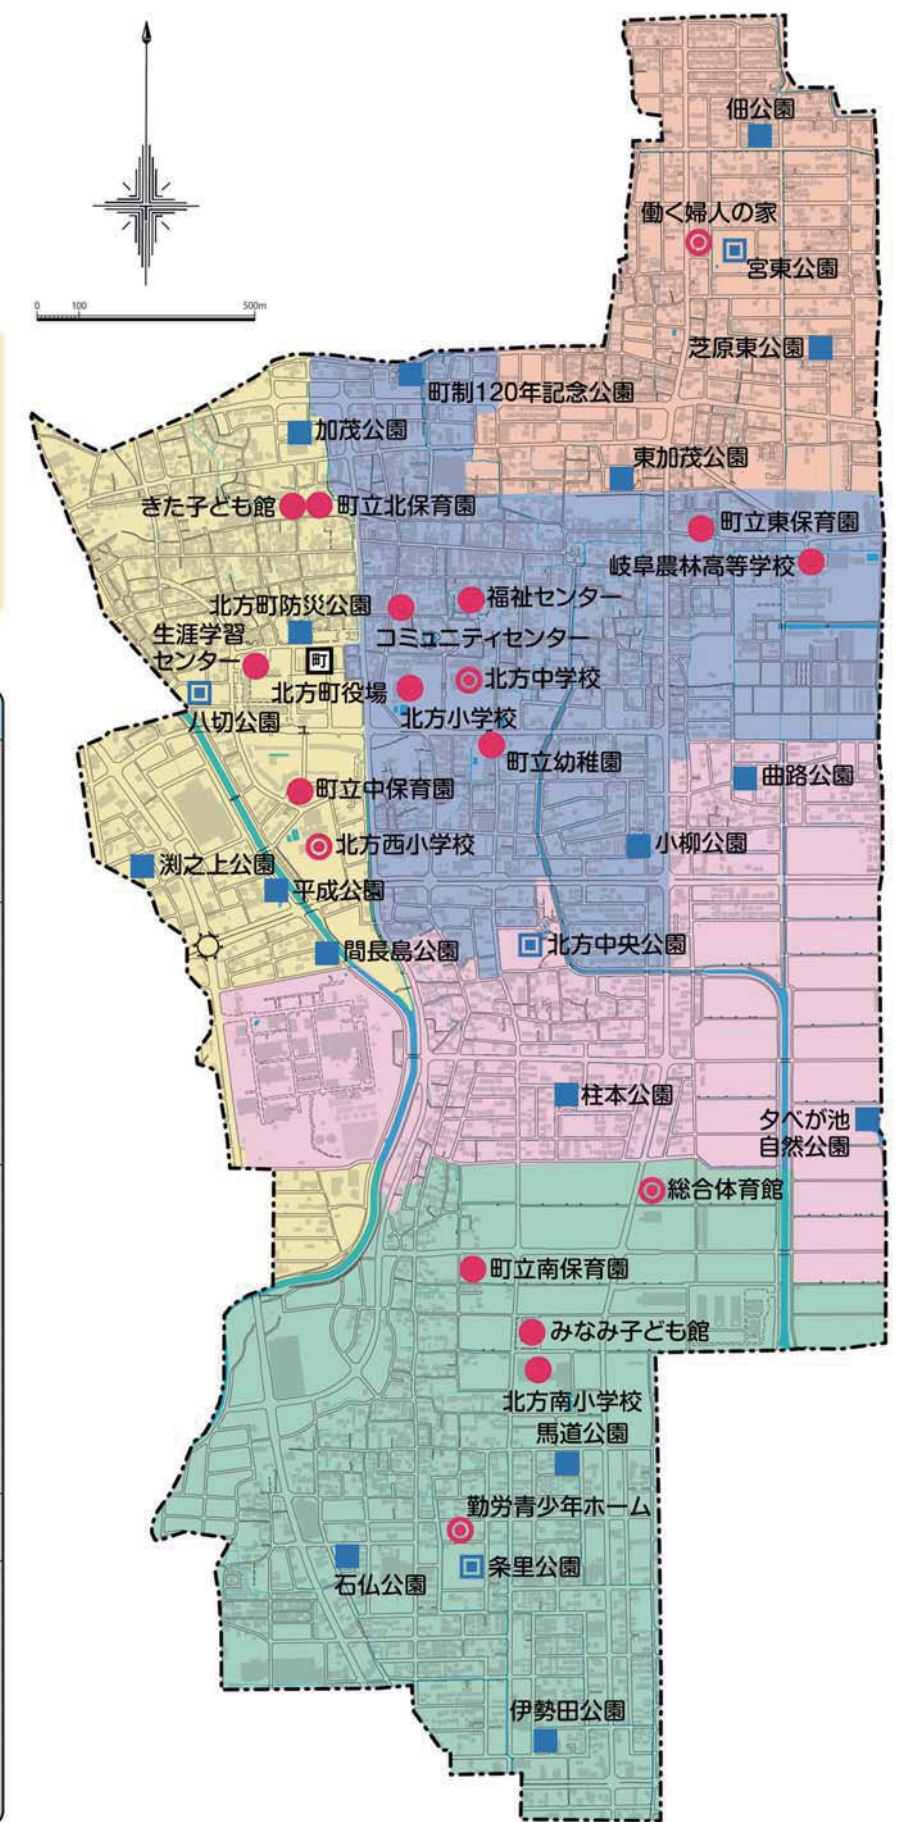 佃公園
働く婦人の家
宮東公園
0 100 500m
芝原東公園
町制120年記念公園
加茂公園
東加茂公園
きた子ども館
町立北保育園
町立東保育園
岐阜農林高等学校
北方町防災公園
福祉センター
生涯学習
センター
コミュニティセンター
町
北方町役場
北方中学校
八切公園
北方小学校
町立幼稚園
曲路公園
町立中保育園
北方西小学校
小柳公園
渕之上公園
平成公園
間長島公園
北方中央公園
柱本公園
夕べが池
自然公園
総合体育館
町立南保育園
みなみ子ども館
北方南小学校
馬道公園
勤労青少年ホーム
条里公園
石仏公園
伊勢田公園